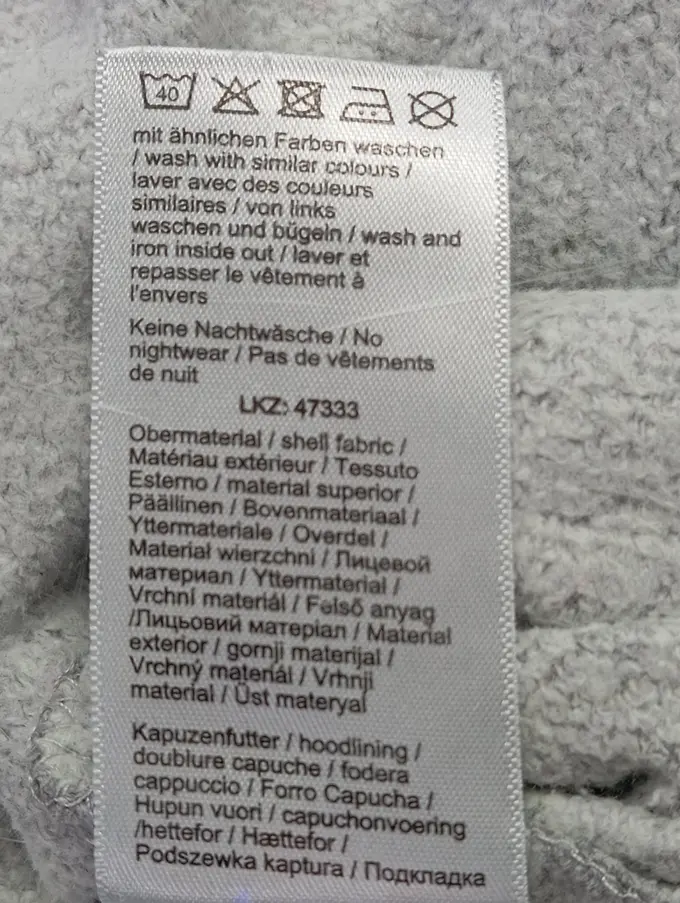 40
mit ähnlichen Farben waschen
/ wash with similar colours /
laver avec des couleurs
similaires / von links
waschen und bügeln / wash and
iron inside out / laver et
repasser le vêtement à
l'envers
Keine Nachtwäsche / No
nightwear / Pas de vêtements
de nuit
LKZ: 47333
Obermaterial / shell fabric /
Matériau extérieur / Tessuto
Esterno / material superior /
Päällinen / Bovenmateriaal /
Yttermateriale / Overdel /
Materiał wierzchni / Лицевой
материал / Yttermaterial /
Vrchní materiál / Felső anyag
/Лицьовий матеріал / Material
exterior / gornji materijal /
Vrchný materiál / Vrhnji
material / Üst materyal
Kapuzenfutter / hoodlining /
doublure capuche / fodera
cappuccio / Forro Capucha /
Hupun vuori / capuchonvoering
/hettefor / Hættefor /
Podszewka kaptura / Подкладка